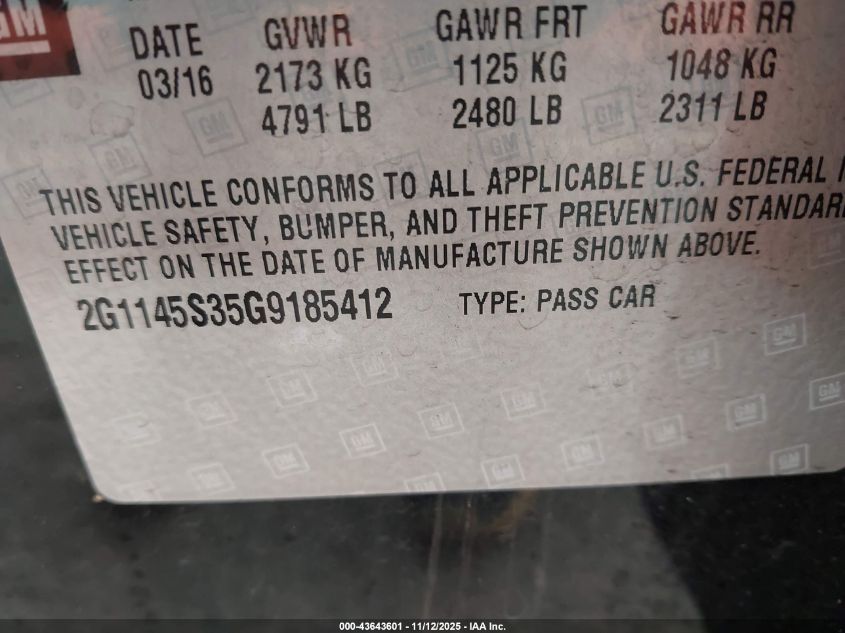 GM
DATE GVWR GAWR FRT GAWR RR
03/16 2173 KG 1125 KG 1048 KG
4791 LB 2480 LB 2311 LB
THIS VEHICLE CONFORMS TO ALL APPLICABLE U.S. FEDERAL
VEHICLE SAFETY, BUMPER, AND THEFT PREVENTION STANDAR
EFFECT ON THE DATE OF MANUFACTURE SHOWN ABOVE.
2G1145S35G9185412 TYPE: PASS CAR
000-43643601 - 11/12/2025 - IAA Inc.